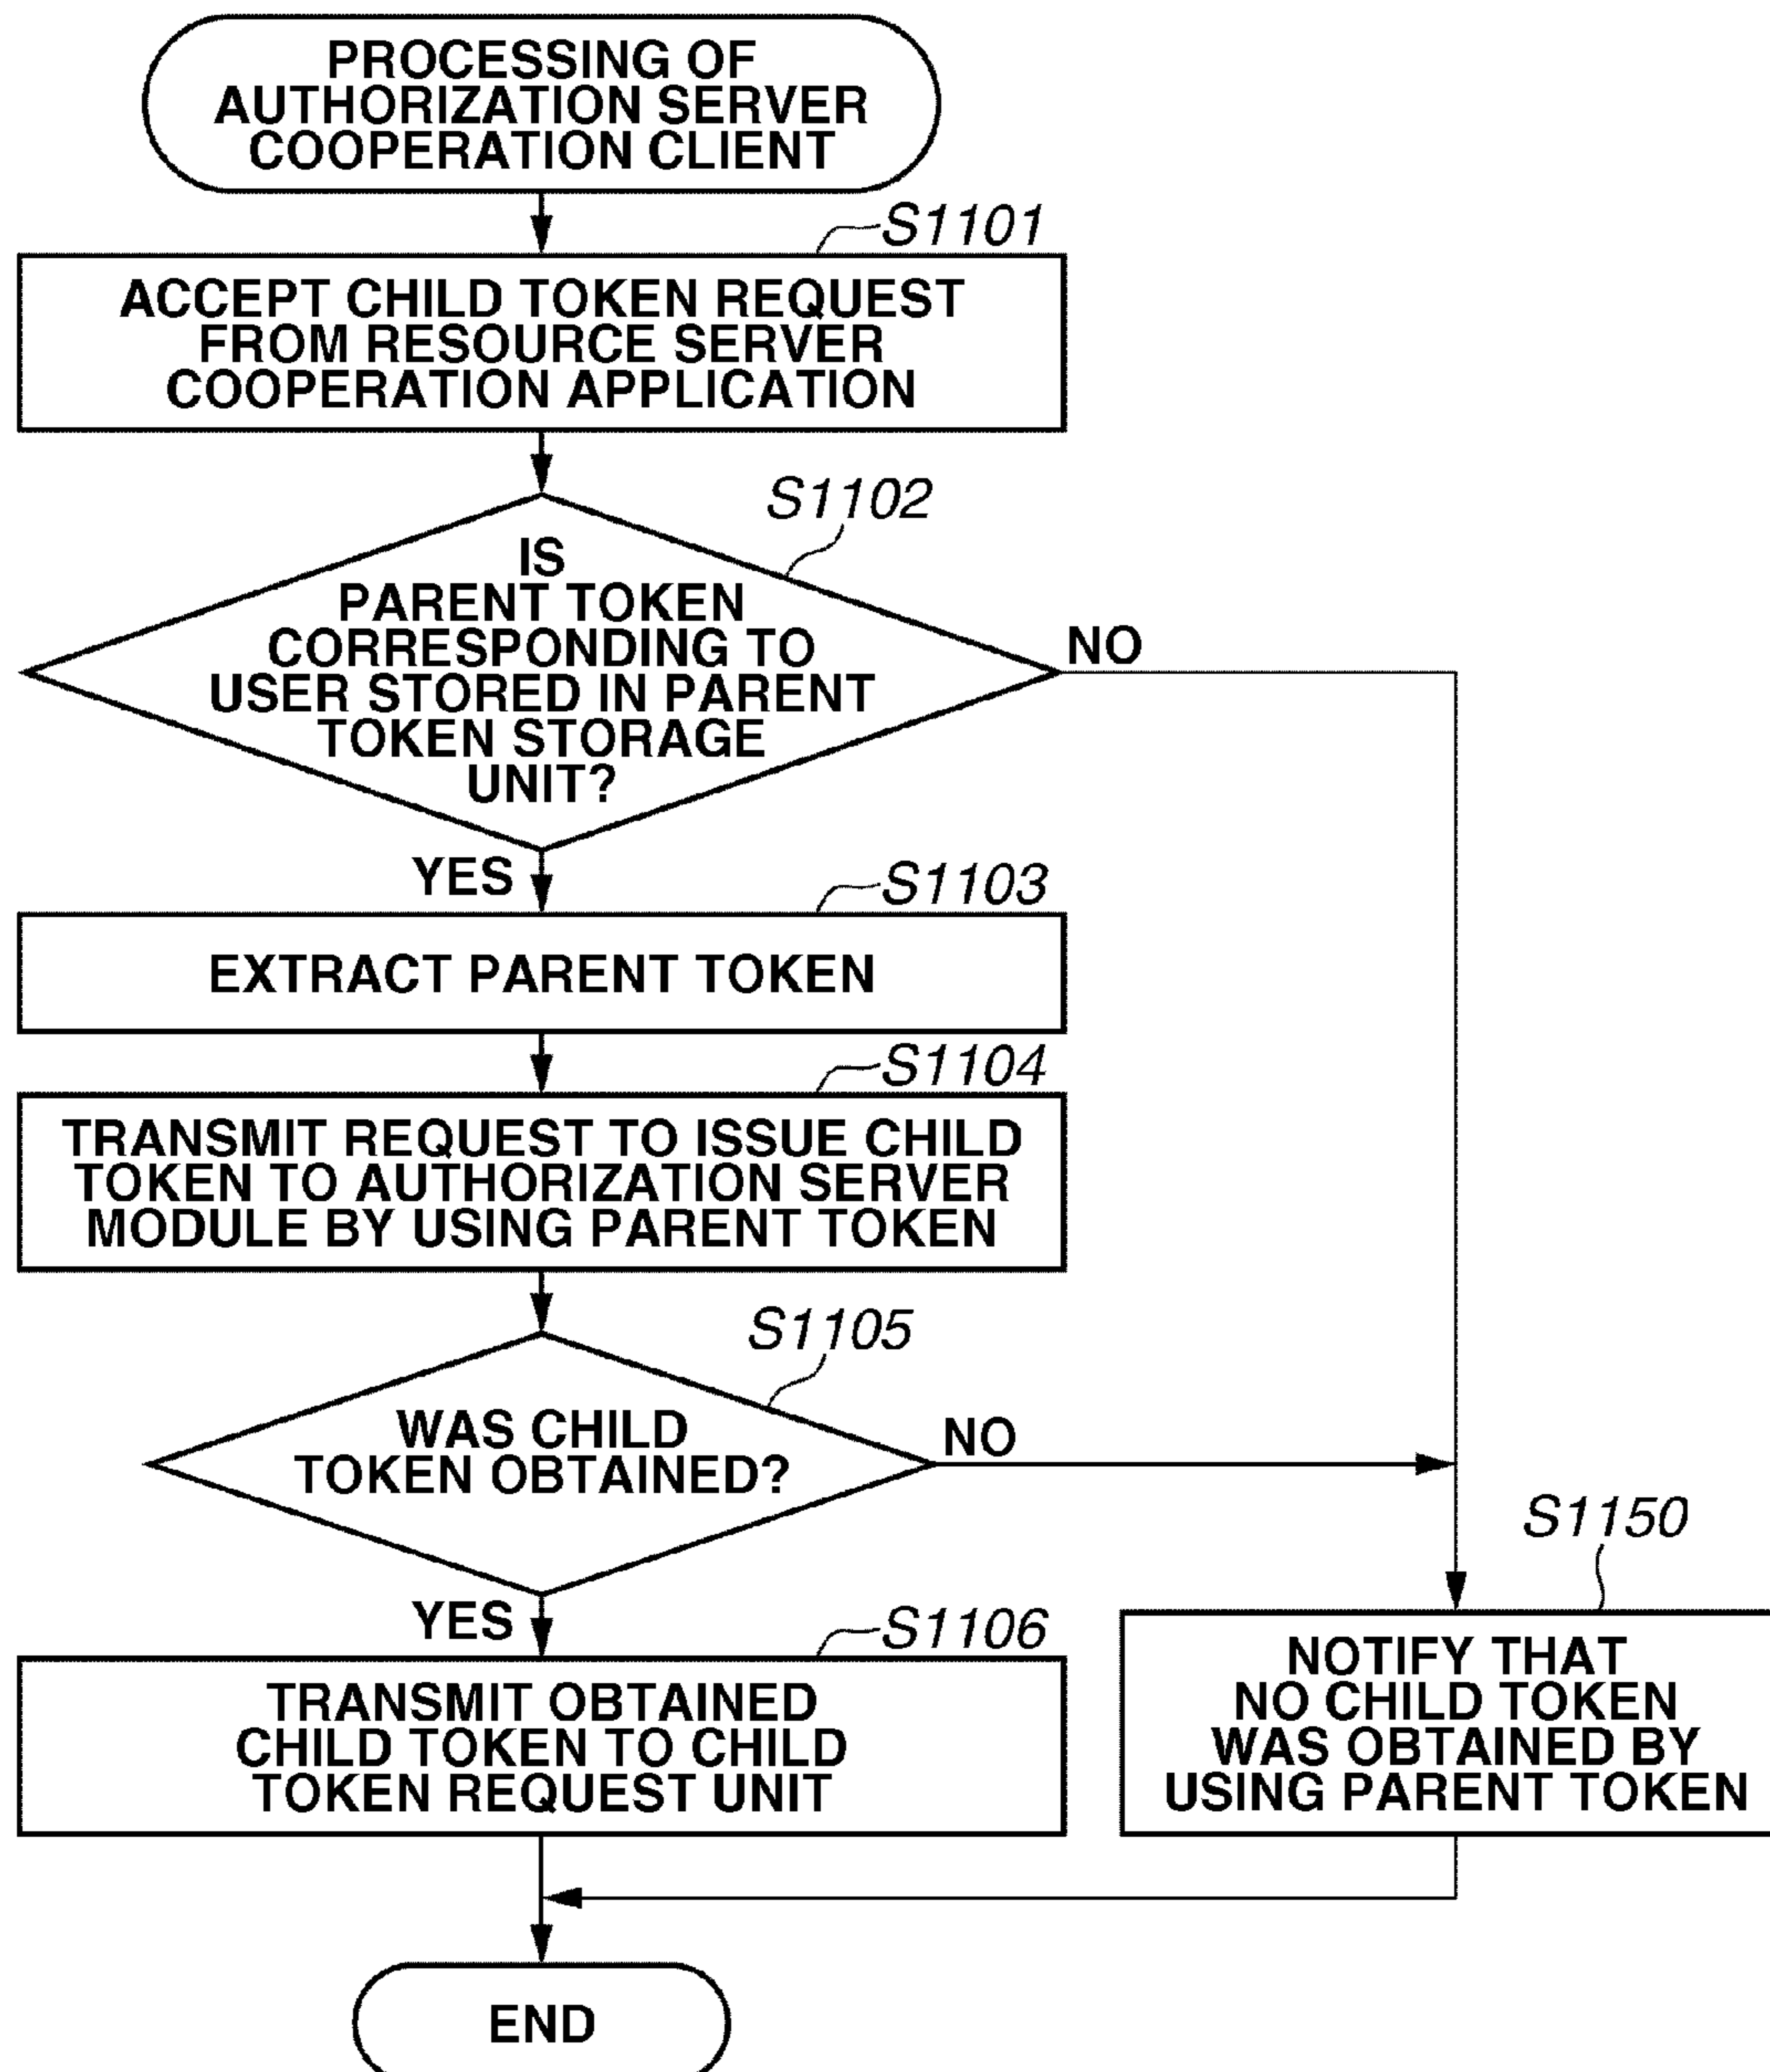 PROCESSING OF
AUTHORIZATION SERVER
COOPERATION CLIENT
S1101
ACCEPT CHILD TOKEN REQUEST
FROM RESOURCE SERVER
COOPERATION APPLICATION
S1102
IS
PARENT TOKEN
CORRESPONDING TO
USER STORED IN PARENT
TOKEN STORAGE
UNIT?
NO
YES
S1103
EXTRACT PARENT TOKEN
S1104
TRANSMIT REQUEST TO ISSUE CHILD
TOKEN TO AUTHORIZATION SERVER
MODULE BY USING PARENT TOKEN
S1105
WAS CHILD
TOKEN OBTAINED?
NO
YES
S1106
TRANSMIT OBTAINED
CHILD TOKEN TO CHILD
TOKEN REQUEST UNIT
S1150
NOTIFY THAT
NO CHILD TOKEN
WAS OBTAINED BY
USING PARENT TOKEN
END